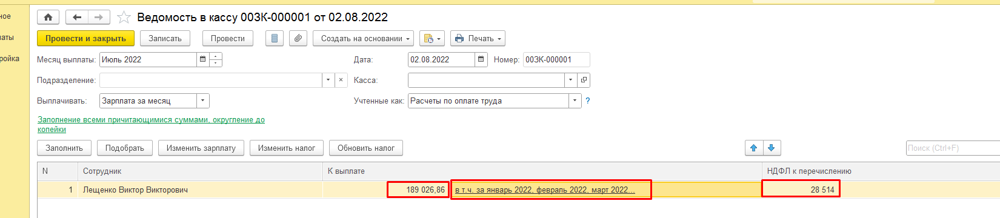 ное
Ведомость в кассу 00ЗК-000001 от 02.08.2022
аты
Провести и закрыть Записать Провести Создать на основании Печать
ройка
Месяц выплаты: Июль 2022 Дата: 02.08.2022 Номер: 00ЗК-000001
Подразделение: Касса:
Выплачивать: Зарплата за месяц Учтенные как: Расчеты по оплате труда ?
Заполнение всеми причитающимися суммами, округление до
копейки
Заполнить Подобрать Изменить зарплату Изменить налог Обновить налог Поиск (Ctrl+F)
N Сотрудник К выплате НДФЛ к перечислению
1 Лещенко Виктор Викторович 189 026,86 в т.ч. за январь 2022, февраль 2022, март 2022... 28 514